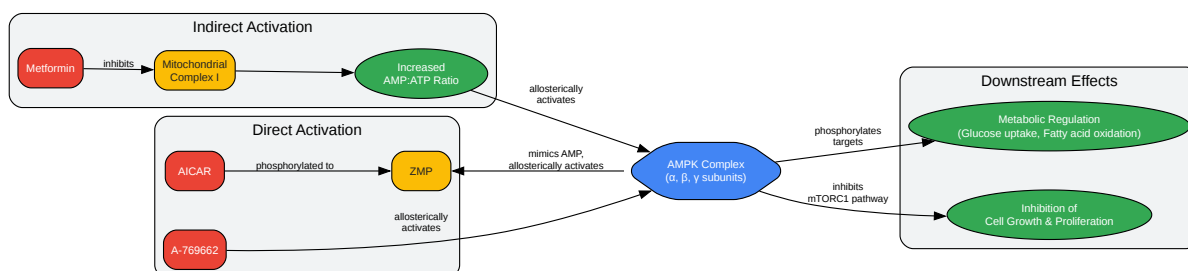 Indirect Activation
Metformin
inhibits
Mitochondrial
Complex I
Increased
AMP:ATP Ratio
allosterically
activates
Direct Activation
AICAR
phosphorylated to
ZMP
mimics AMP,
allosterically activates
A-769662
allosterically
activates
AMPK Complex
(α, β, γ subunits)
phosphorylates
targets
inhibits
mTORC1 pathway
Downstream Effects
Metabolic Regulation
(Glucose uptake, Fatty acid oxidation)
Inhibition of
Cell Growth & Proliferation